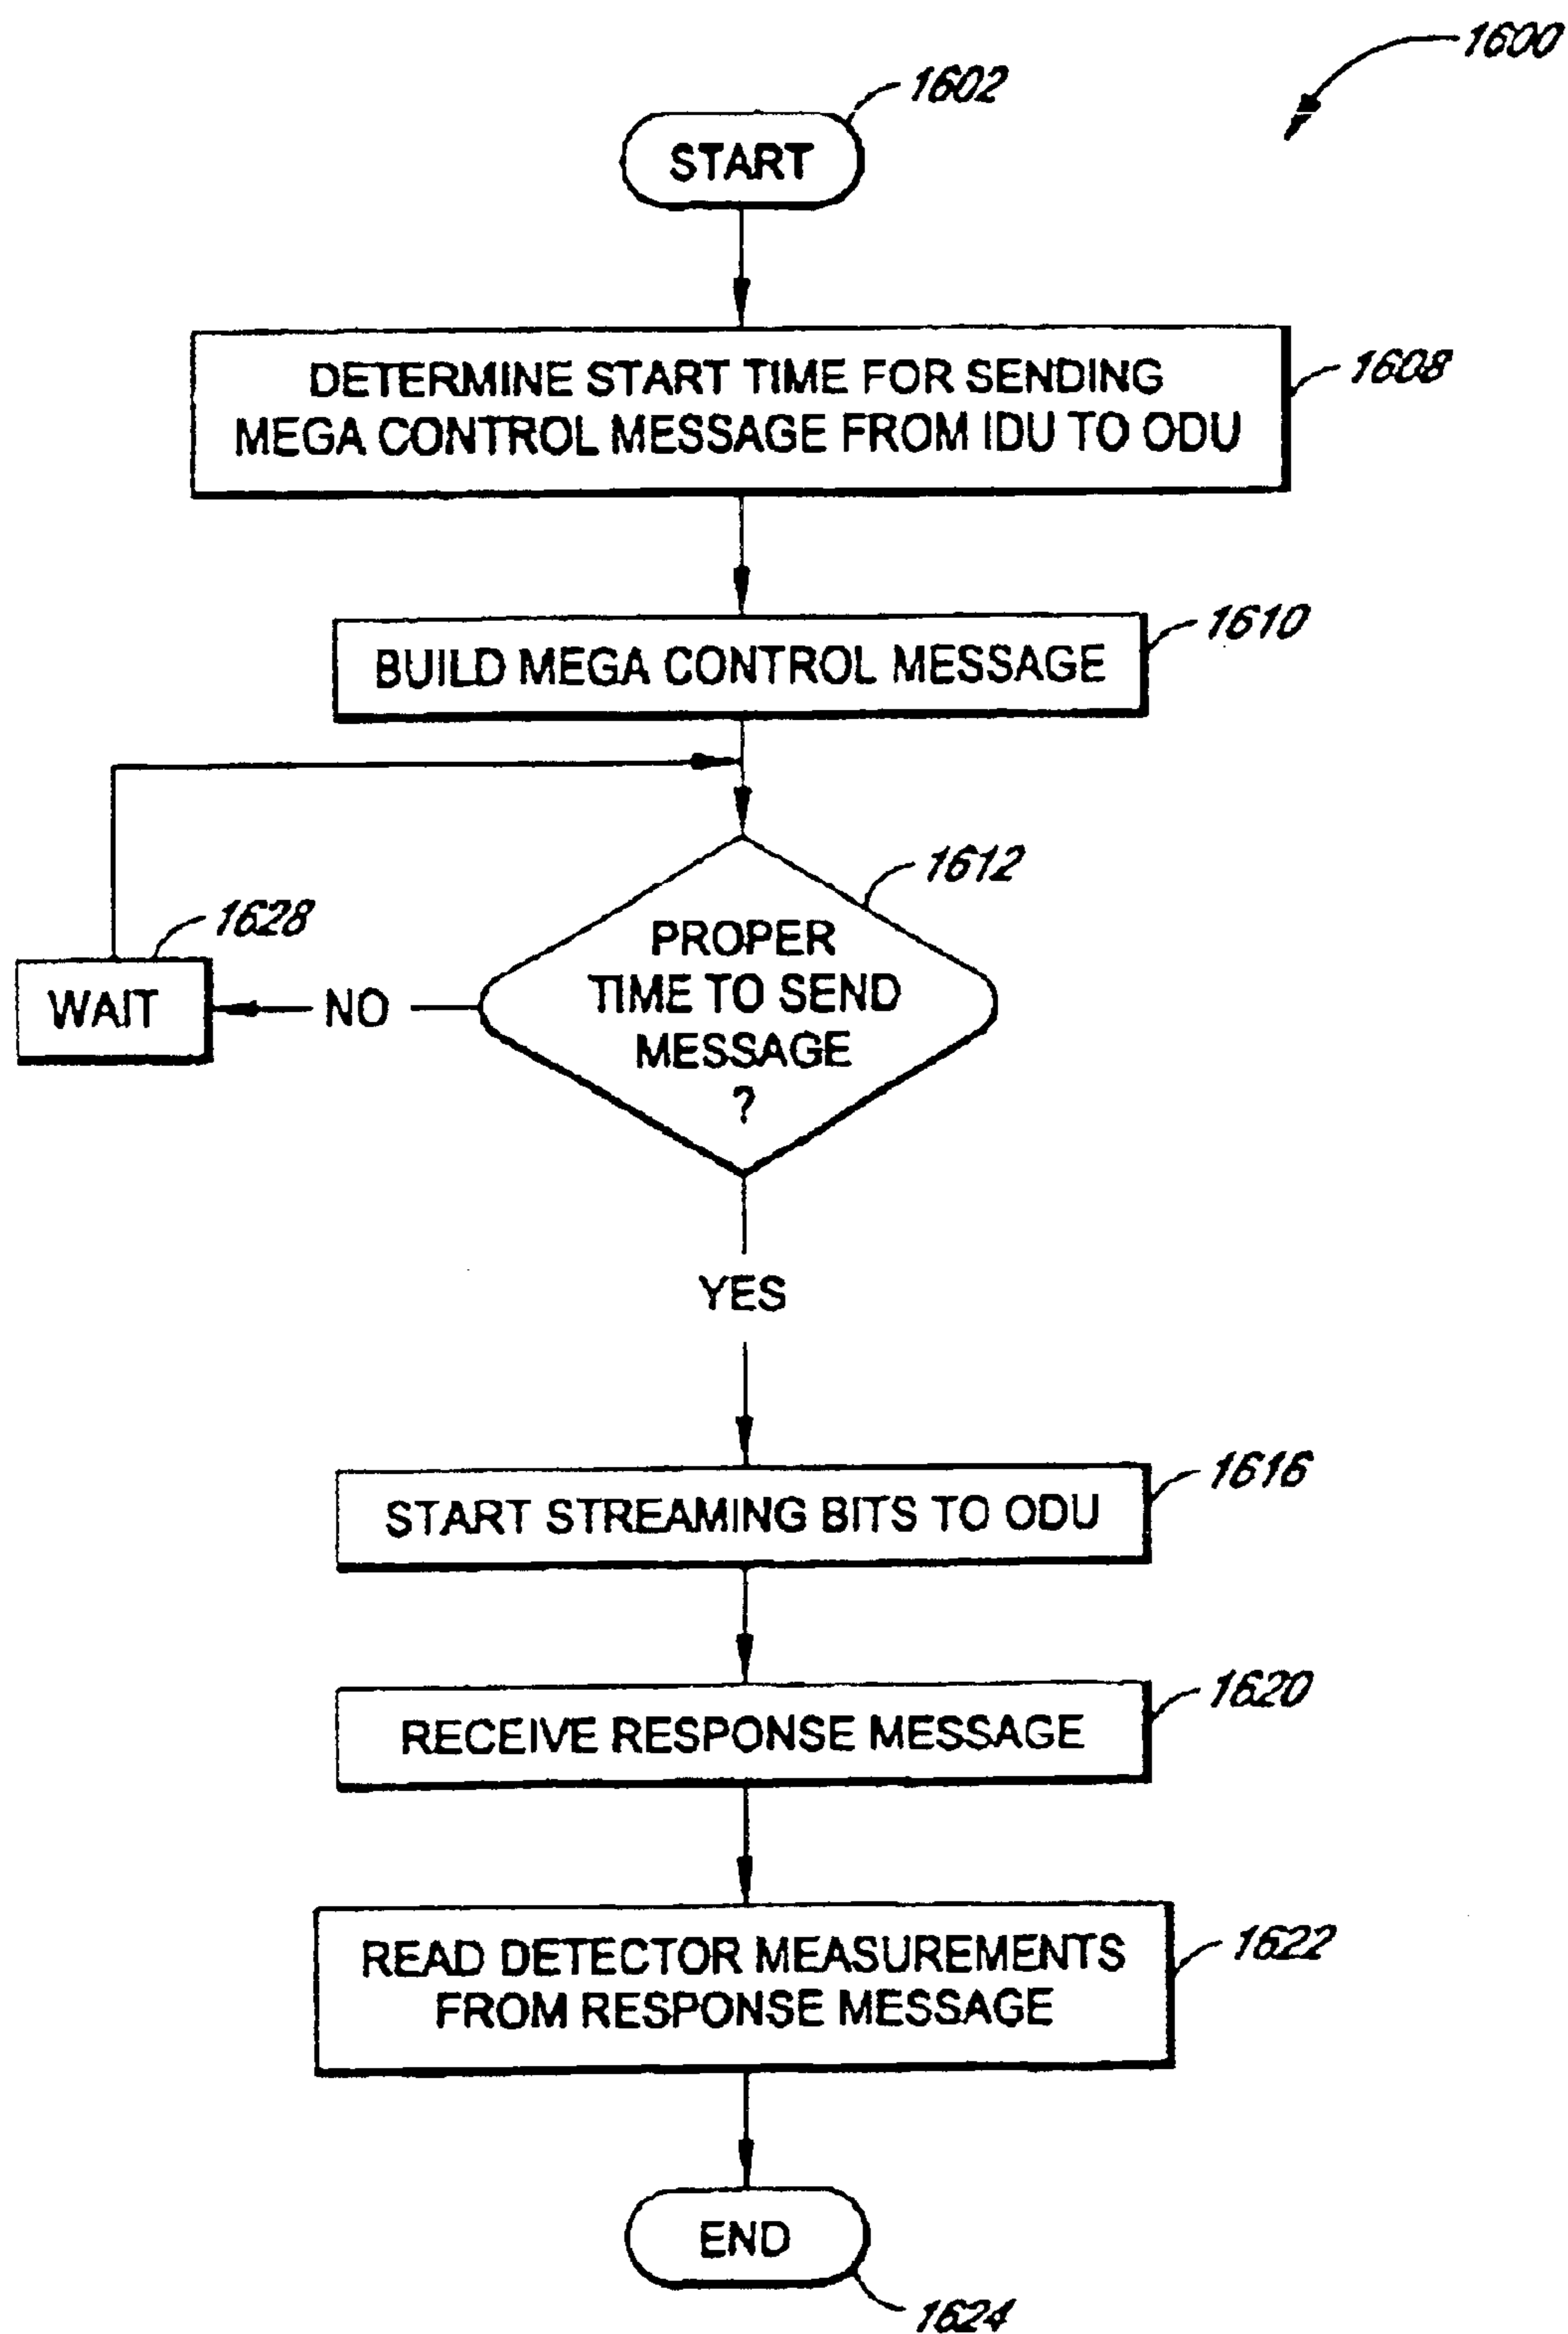 1600
1602
START
DETERMINE START TIME FOR SENDING
MEGA CONTROL MESSAGE FROM IDU TO ODU
1608
BUILD MEGA CONTROL MESSAGE
1610
1612
PROPER
TIME TO SEND
MESSAGE
?
1628
WAIT
NO
YES
START STREAMING BITS TO ODU
1616
RECEIVE RESPONSE MESSAGE
1620
READ DETECTOR MEASUREMENTS
FROM RESPONSE MESSAGE
1622
END
1624